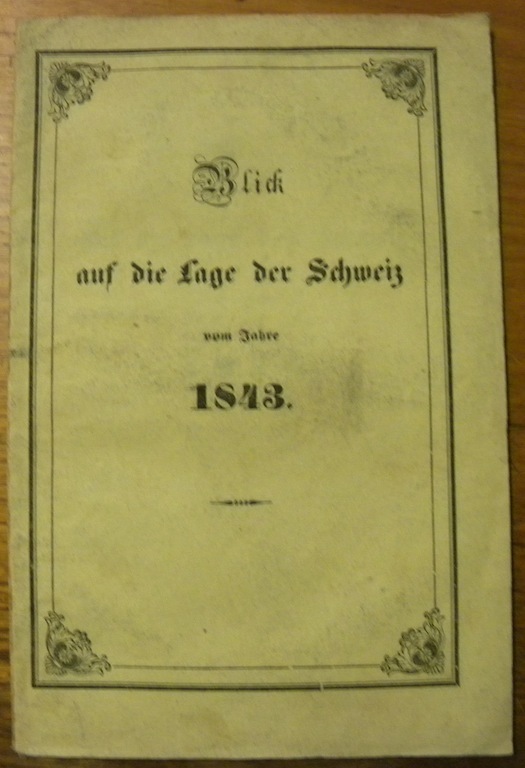 Blick
auf die Lage der Schweiz
vom Jahre
1843.